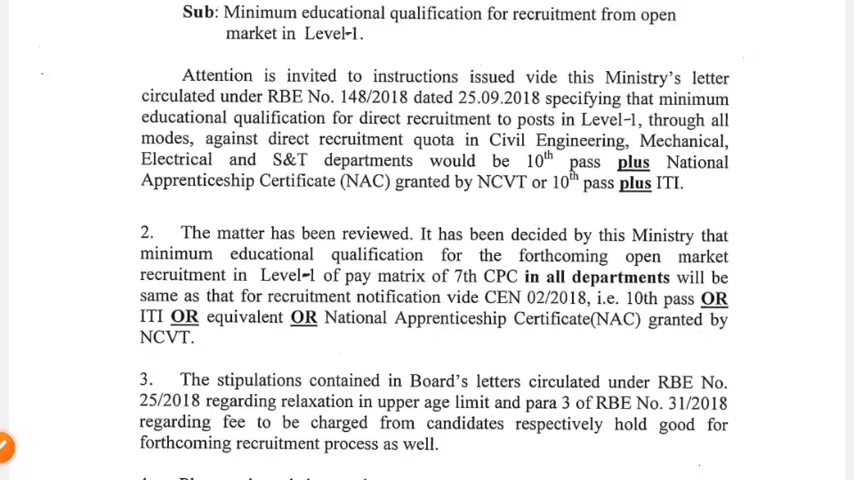 Sub: Minimum educational qualification for recruitment from open
market in Level-1.
Attention is invited to instructions issued vide this Ministry's letter
circulated under RBE No. 148/2018 dated 25.09.2018 specifying that minimum
educational qualification for direct recruitment to posts in Level-1, through all
modes, against direct recruitment quota in Civil Engineering, Mechanical,
Electrical and S&T departments would be 10th pass plus National
Apprenticeship Certificate (NAC) granted by NCVT or 10th pass plus ITI.
2. The matter has been reviewed. It has been decided by this Ministry that
minimum educational qualification for the forthcoming open market
recruitment in Level-1 of pay matrix of 7th CPC in all departments will be
same as that for recruitment notification vide CEN 02/2018, i.e. 10th pass OR
ITI OR equivalent OR National Apprenticeship Certificate(NAC) granted by
NCVT.
3. The stipulations contained in Board's letters circulated under RBE No.
25/2018 regarding relaxation in upper age limit and para 3 of RBE No. 31/2018
regarding fee to be charged from candidates respectively hold good for
forthcoming recruitment process as well.